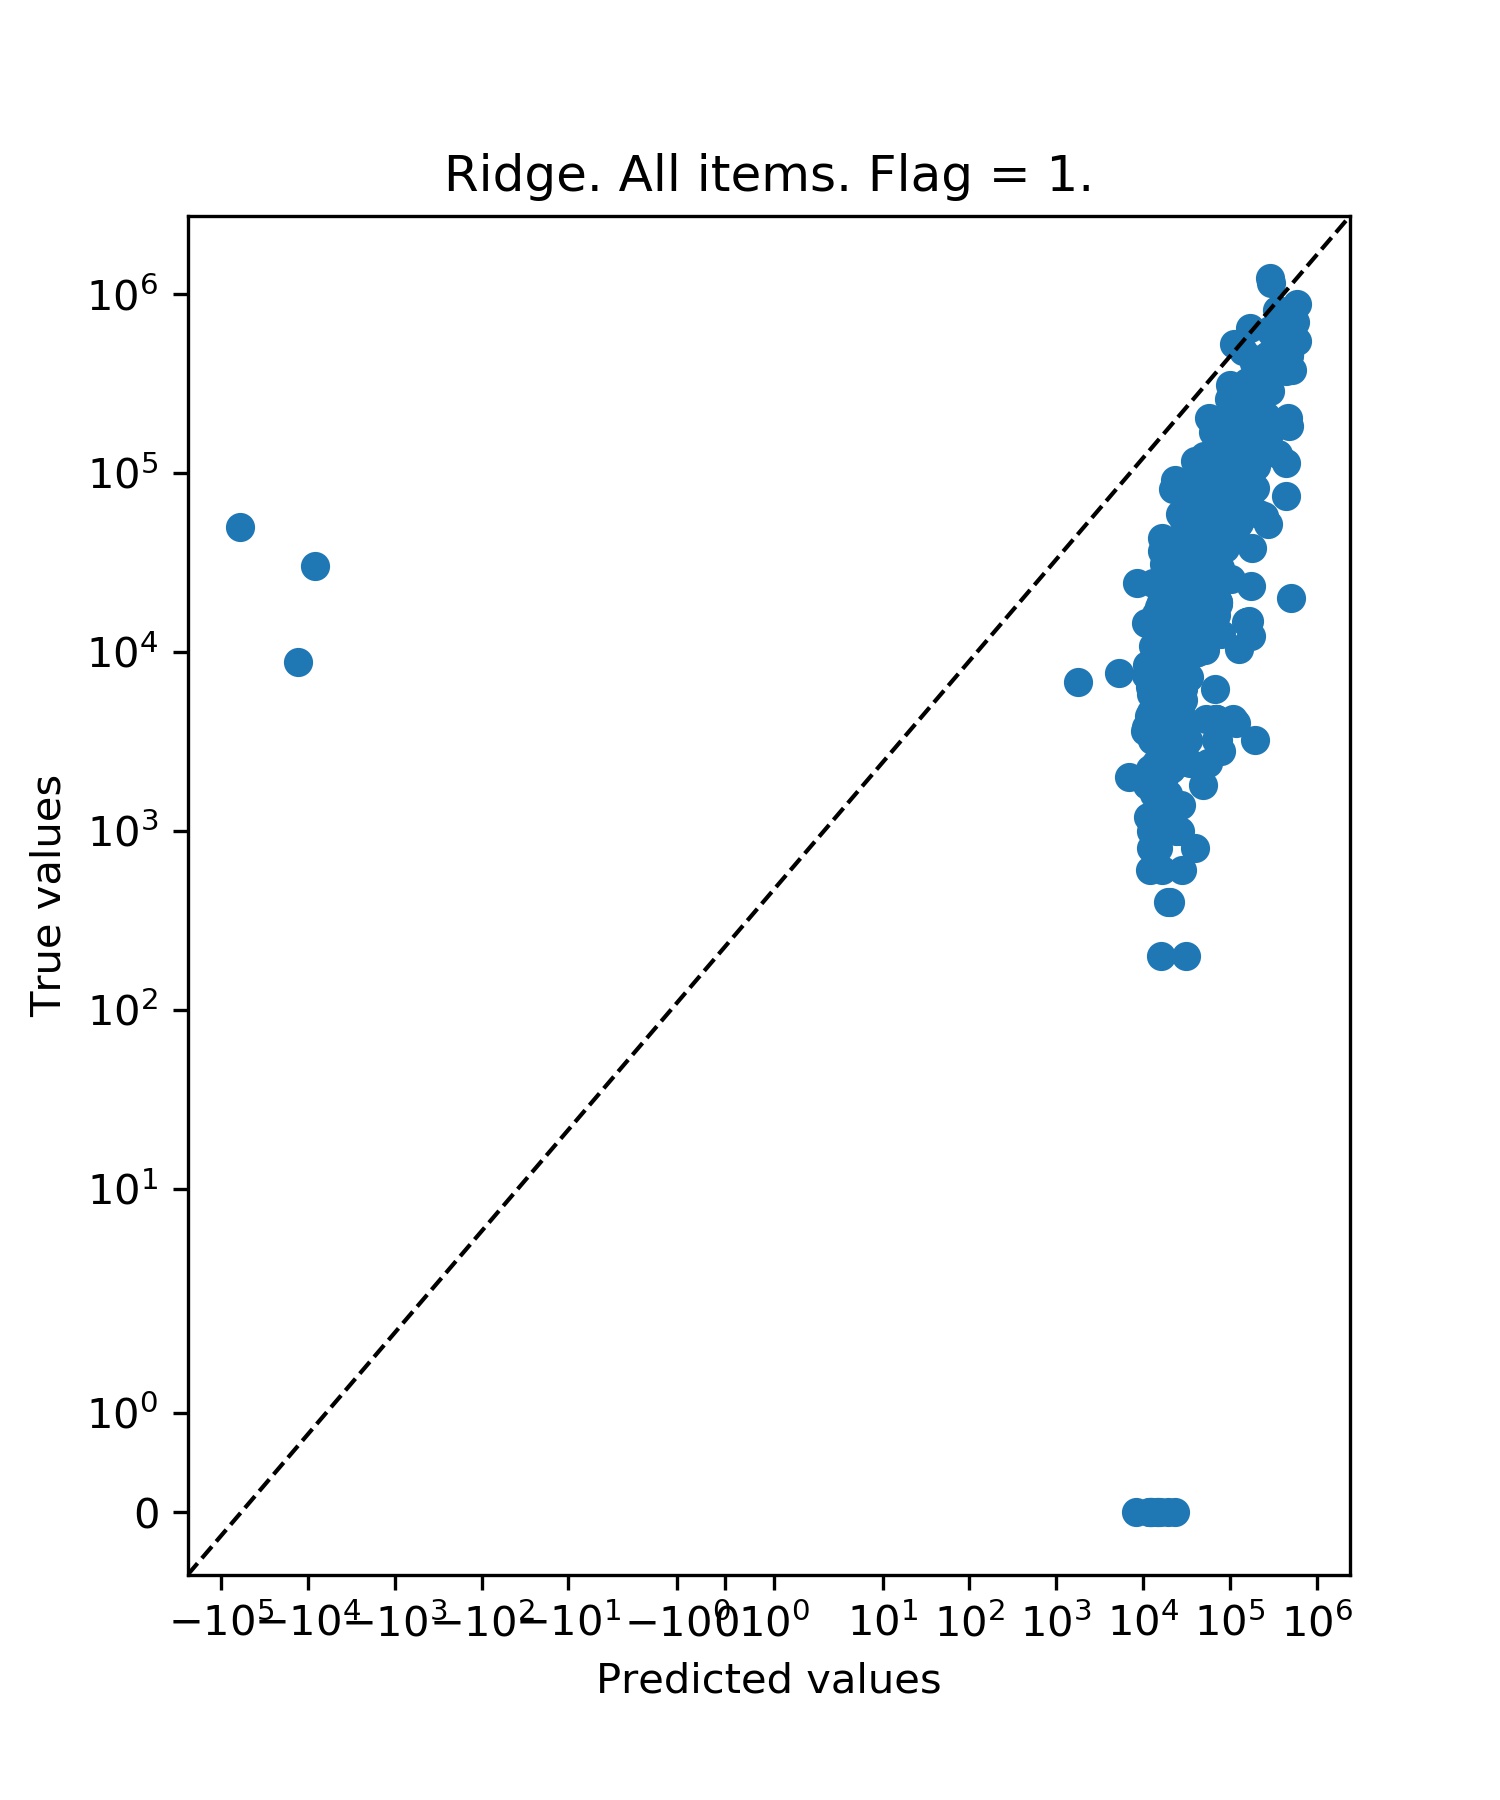 Ridge. All items. Flag = 1.
10⁶
10⁵
10⁴
10³
10²
10¹
10⁰
0
True values
−10⁵ −10⁴ −10³ −10² −10¹ −10⁰ 0 10⁰ 10¹ 10² 10³ 10⁴ 10⁵ 10⁶
Predicted values